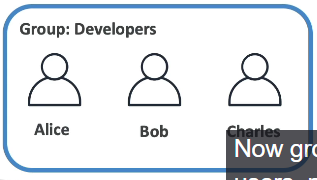 Group: Developers
Alice
Bob
Charles
Now gro